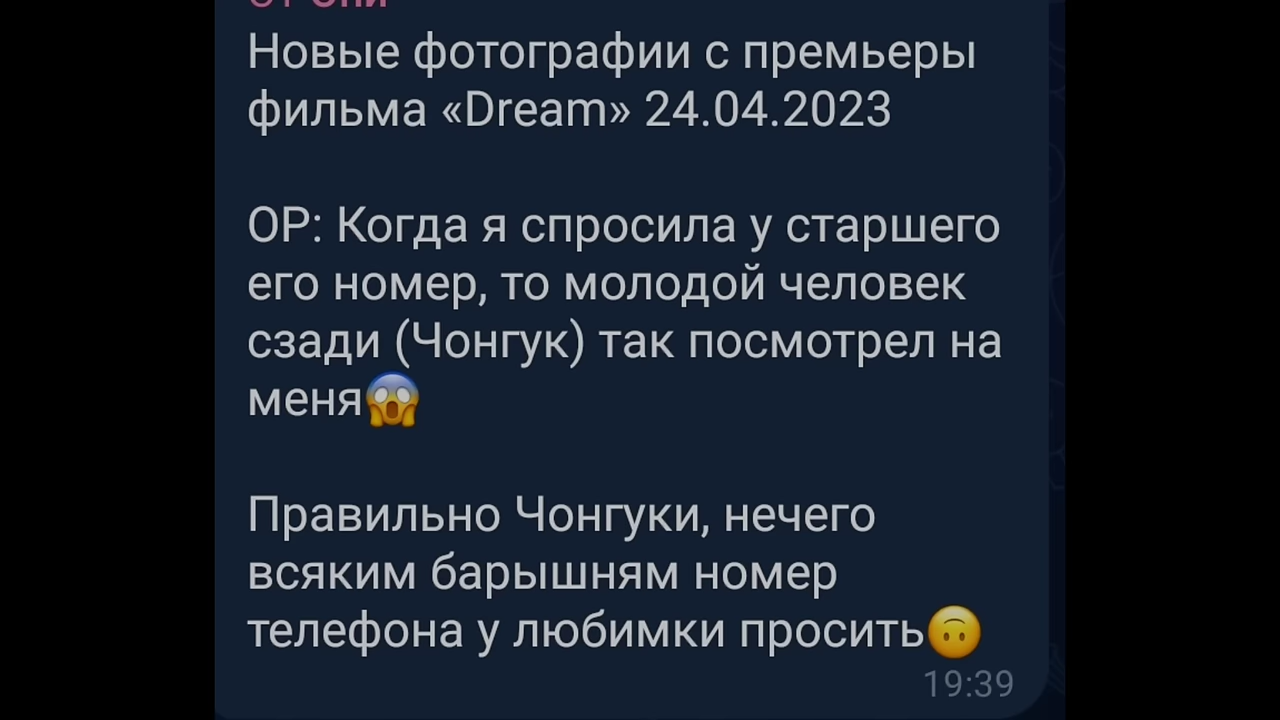 Новые фотографии с премьеры
фильма «Dream» 24.04.2023
OP: Когда я спросила у старшего
его номер, то молодой человек
сзади (Чонгук) так посмотрел на
меня😱
Правильно Чонгуки, нечего
всяким барышням номер
телефона у любимки просить🙃
19:39